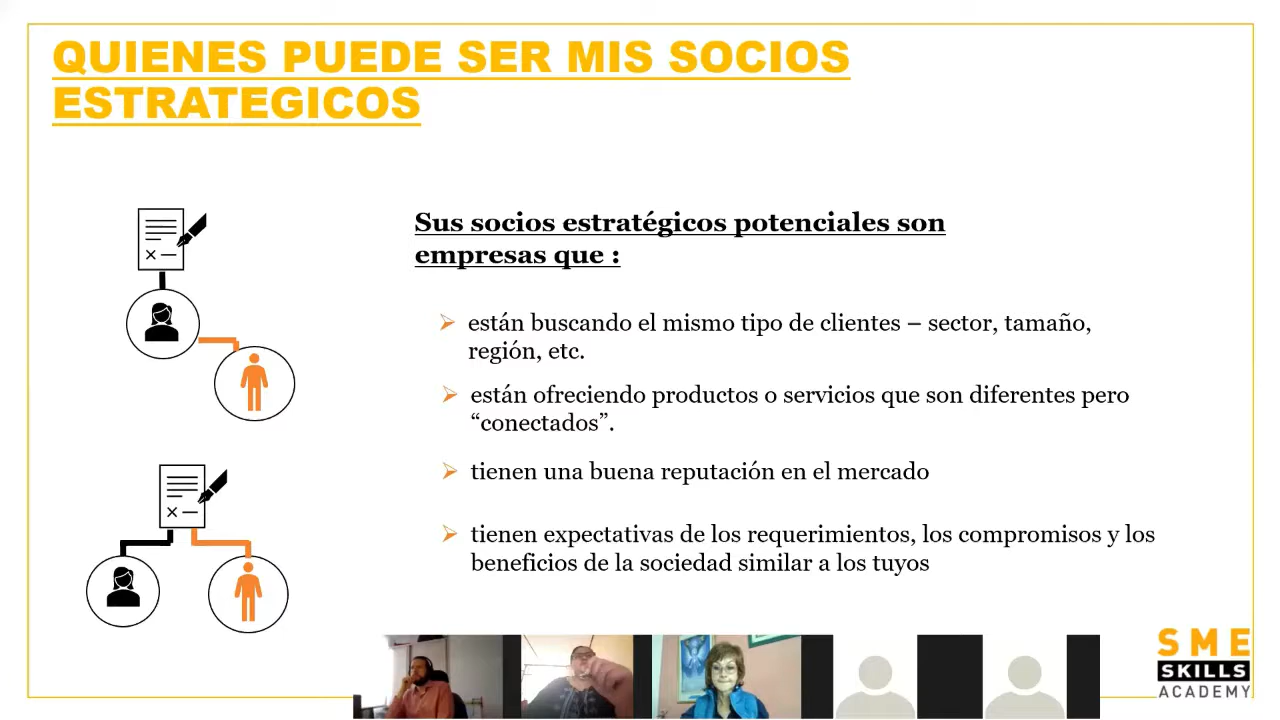 QUIENES PUEDE SER MIS SOCIOS
ESTRATEGICOS
Sus socios estratégicos potenciales son
empresas que :
están buscando el mismo tipo de clientes – sector, tamaño,
región, etc.
están ofreciendo productos o servicios que son diferentes pero
“conectados”.
tienen una buena reputación en el mercado
tienen expectativas de los requerimientos, los compromisos y los
beneficios de la sociedad similar a los tuyos
SME
SKILLS
ACADEMY